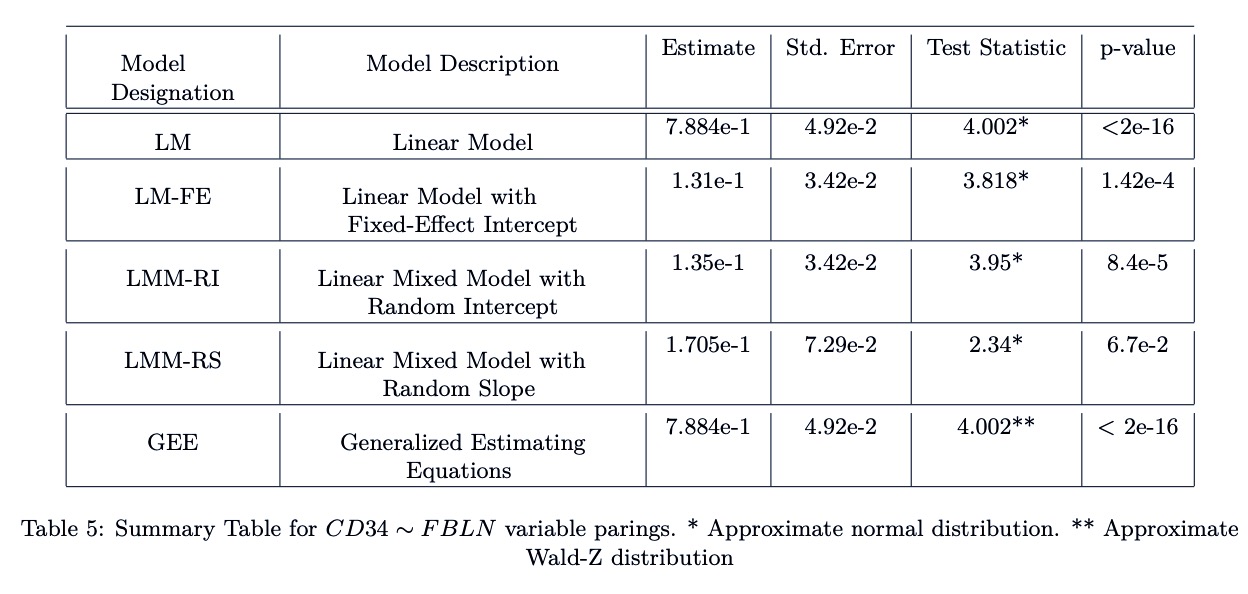 Model Designation | Model Description | Estimate | Std. Error | Test Statistic | p-value
LM | Linear Model | 7.884e-1 | 4.92e-2 | 4.002* | <2e-16
LM-FE | Linear Model with Fixed-Effect Intercept | 1.31e-1 | 3.42e-2 | 3.818* | 1.42e-4
LMM-RI | Linear Mixed Model with Random Intercept | 1.35e-1 | 3.42e-2 | 3.95* | 8.4e-5
LMM-RS | Linear Mixed Model with Random Slope | 1.705e-1 | 7.29e-2 | 2.34* | 6.7e-2
GEE | Generalized Estimating Equations | 7.884e-1 | 4.92e-2 | 4.002** | < 2e-16
Table 5: Summary Table for CD34 ∼ FBLN variable parings. * Approximate normal distribution. ** Approximate
Wald-Z distribution